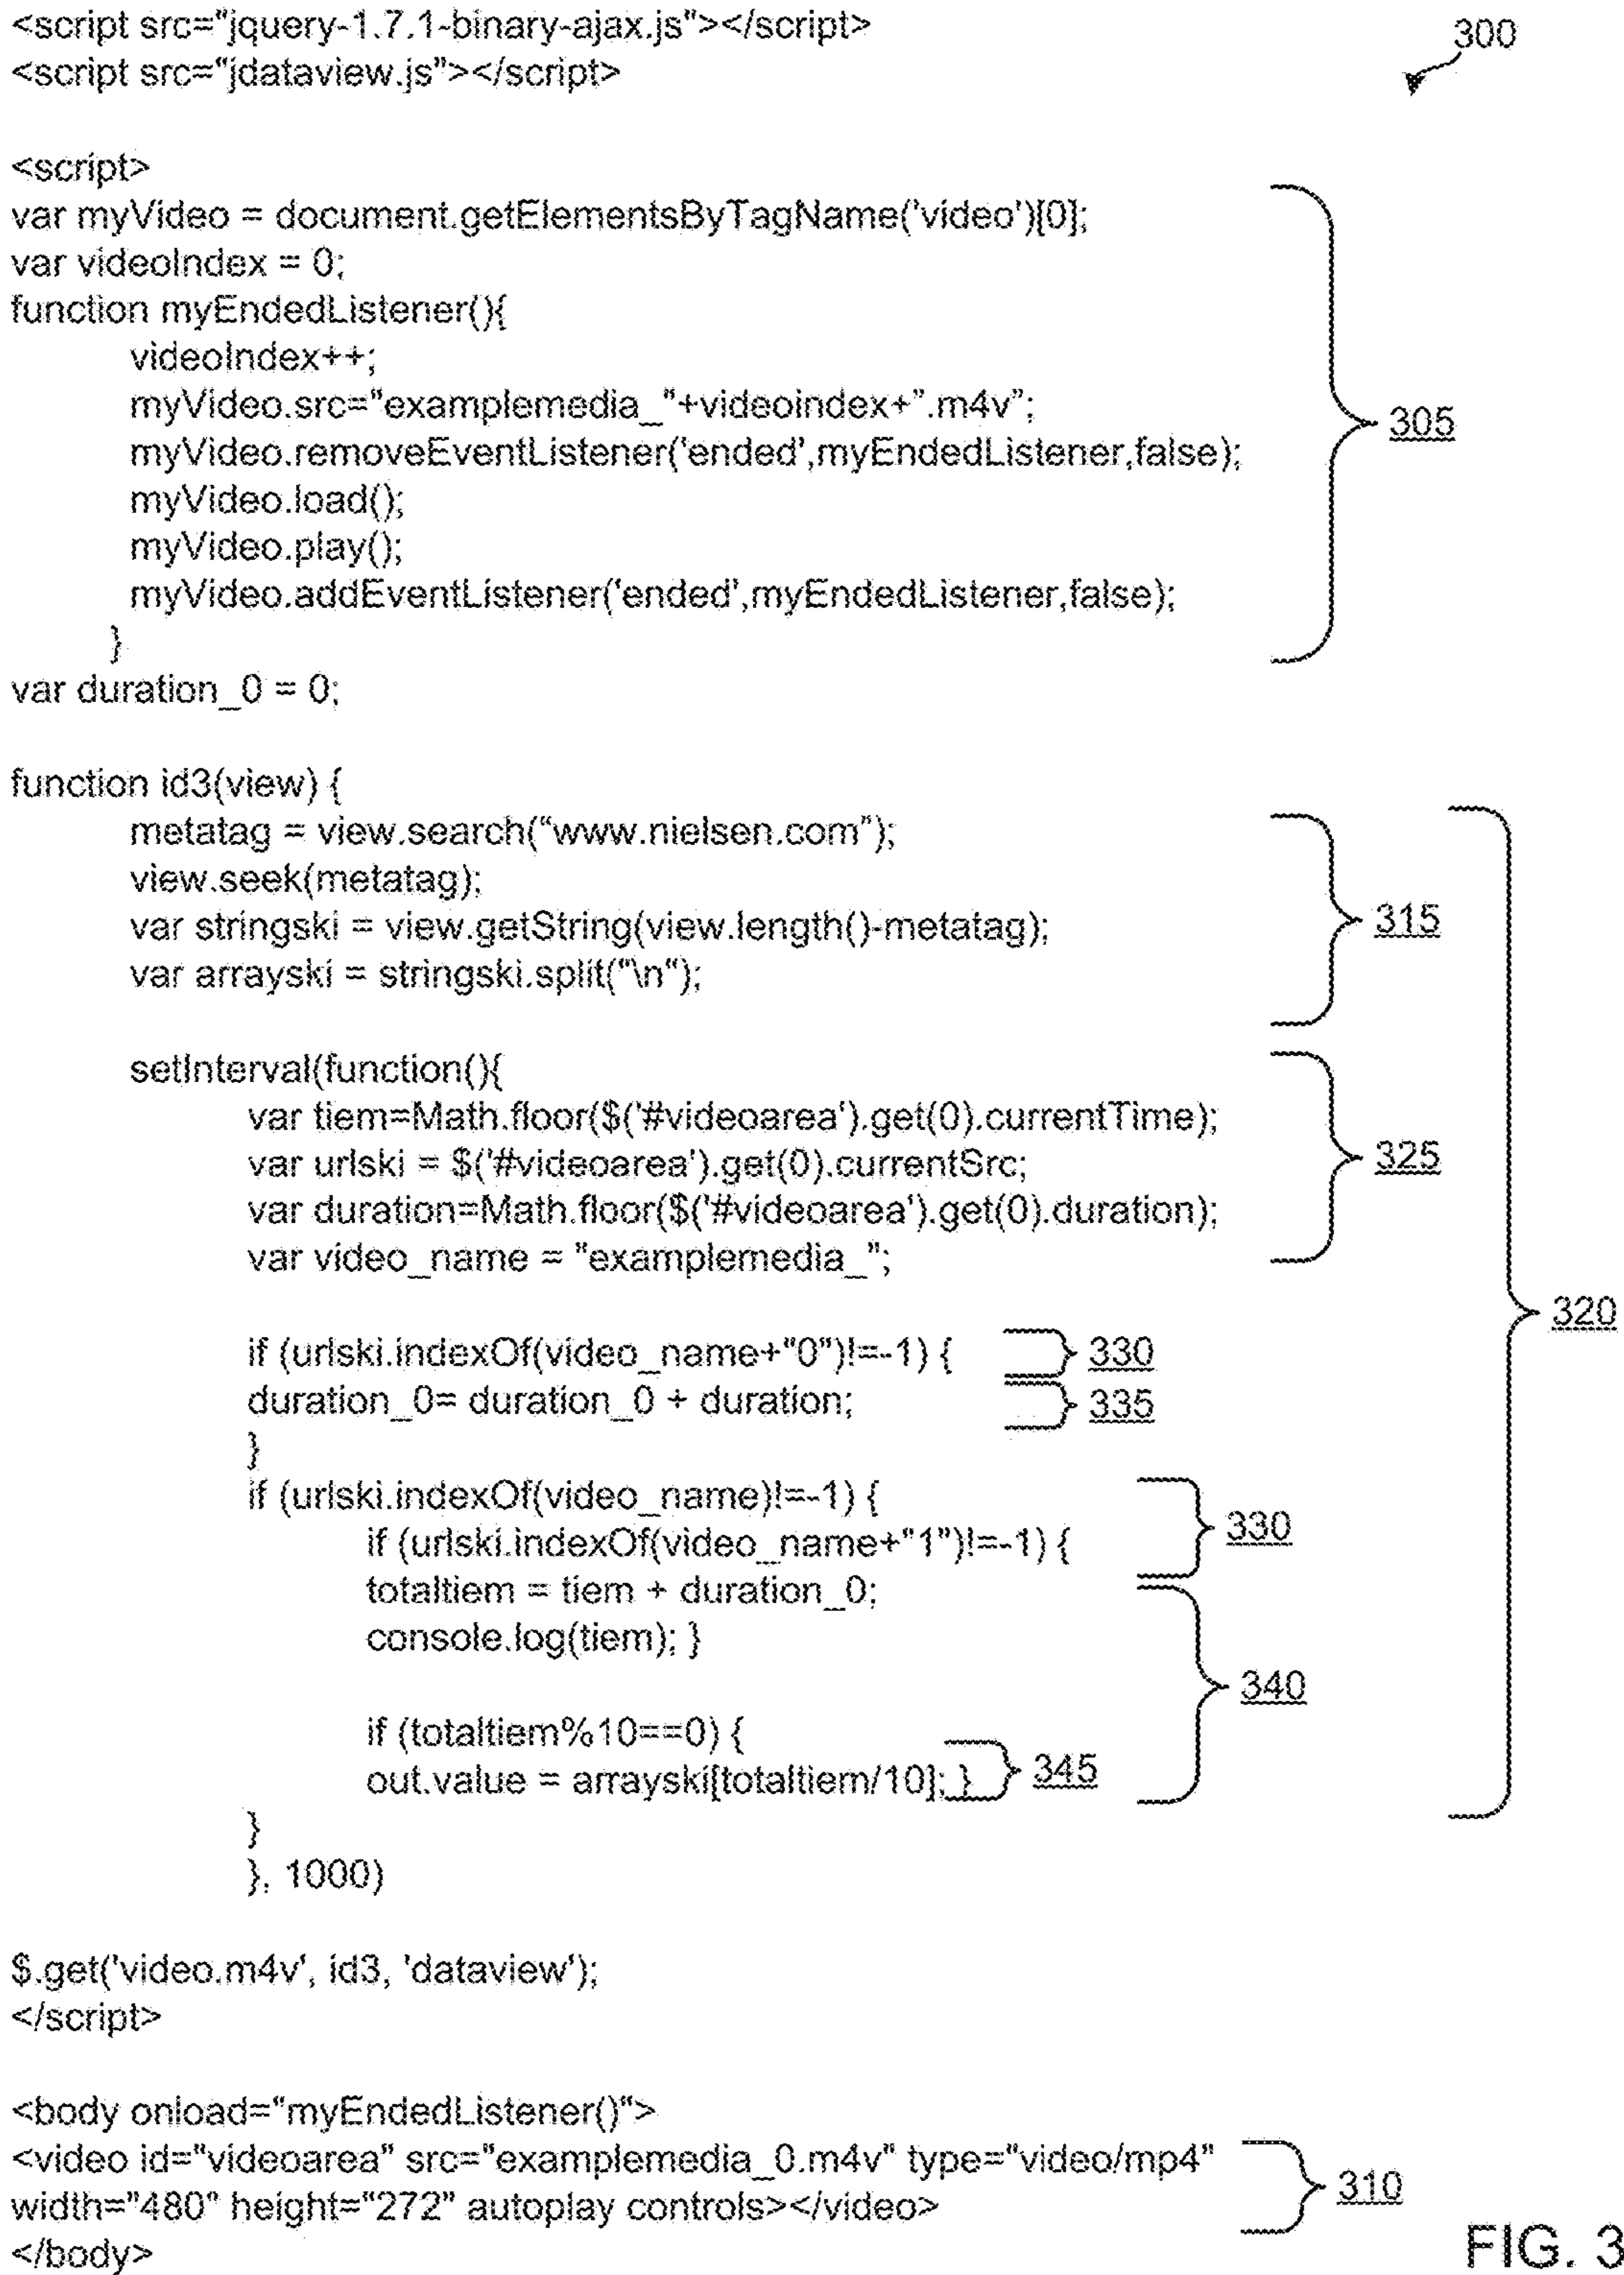 <script src="jquery-1.7.1-binary-ajax.js"></script>
300
<script src="jdataview.js"></script>
<script>
var myVideo = document.getElementsByTagName('video')[0];
var videoIndex = 0;
function myEndedListener(){
videoIndex++;
myVideo.src="examplemedia_"+videoindex+".m4v";
305
myVideo.removeEventListener('ended',myEndedListener,false);
myVideo.load();
myVideo.play();
myVideo.addEventListener('ended',myEndedListener,false);
}
var duration_0 = 0;
function id3(view) {
metatag = view.search("www.nielsen.com");
view.seek(metatag);
var stringski = view.getString(view.length()-metatag);
315
var arrayski = stringski.split("\n");
setInterval(function(){
var tiem=Math.floor($('#videoarea').get(0).currentTime);
var urlski = $('#videoarea').get(0).currentSrc;
325
var duration=Math.floor($('#videoarea').get(0).duration);
var video_name = "examplemedia_";
320
if (urlski.indexOf(video_name+"0")!=-1) {
330
duration_0= duration_0 + duration;
335
}
if (urlski.indexOf(video_name)!=-1) {
330
if (urlski.indexOf(video_name+"1")!=-1) {
totaltiem = tiem + duration_0;
console.log(tiem); }
340
if (totaltiem%10==0) {
out.value = arrayski[totaltiem/10]; }
345
}
}, 1000)
$.get('video.m4v', id3, 'dataview');
</script>
<body onload="myEndedListener()">
<video id="videoarea" src="examplemedia_0.m4v" type="video/mp4"
310
width="480" height="272" autoplay controls></video>
</body>
FIG. 3